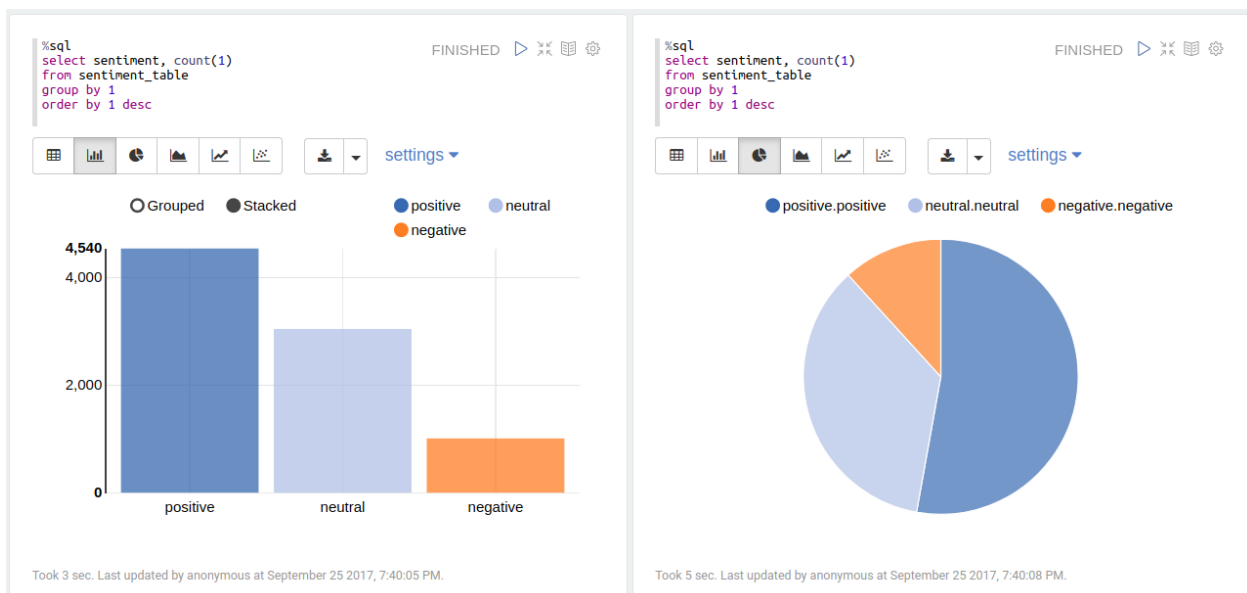 %sql
select sentiment, count(1)
from sentiment_table
group by 1
order by 1 desc
FINISHED
settings
Grouped
Stacked
positive
neutral
negative
4,540
4,000
2,000
0
positive
neutral
negative
Took 3 sec. Last updated by anonymous at September 25 2017, 7:40:05 PM.
%sql
select sentiment, count(1)
from sentiment_table
group by 1
order by 1 desc
FINISHED
settings
positive.positive
neutral.neutral
negative.negative
Took 5 sec. Last updated by anonymous at September 25 2017, 7:40:08 PM.